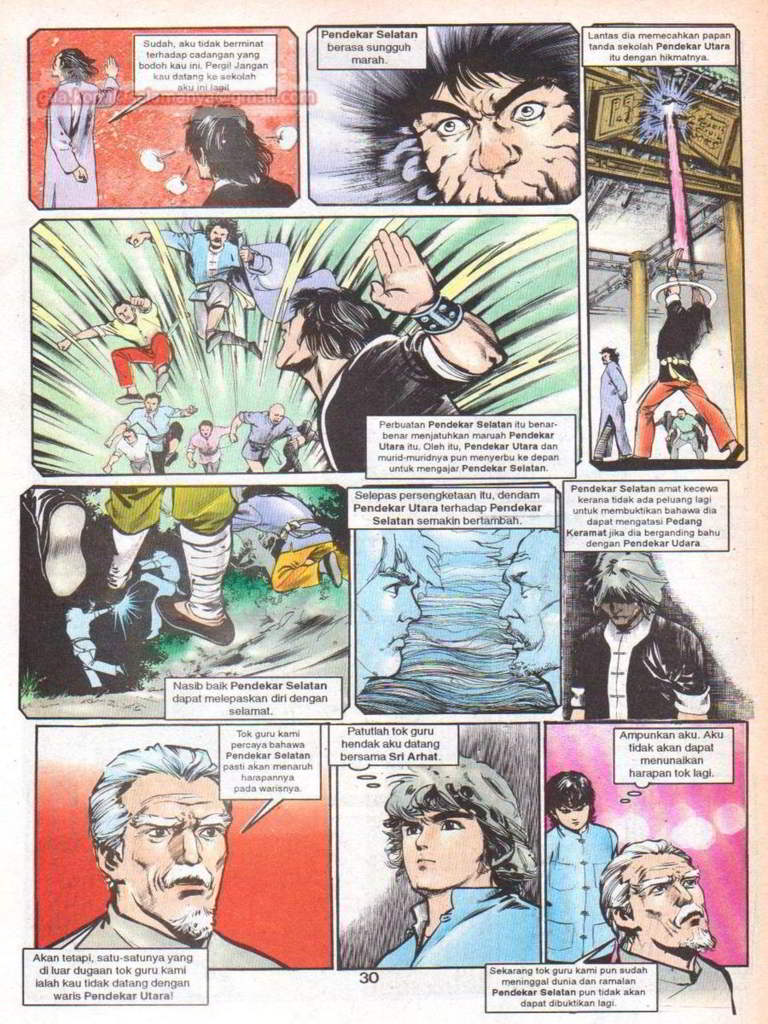 Sudah, aku tidak berminat
terhadap cadangan yang
bodoh kau ini. Pergi! Jangan
kau datang ke sekolah
aku ini lagi!
Pendekar Selatan
berasa sungguh
marah.
Lantas dia memecahkan papan
tanda sekolah Pendekar Utara
itu dengan hikmatnya.
Perbuatan Pendekar Selatan itu benar-
benar menjatuhkan maruah Pendekar
Utara itu. Oleh itu, Pendekar Utara dan
murid-muridnya pun menyerbu ke depan
untuk mengajar Pendekar Selatan.
Nasib baik Pendekar Selatan
dapat melepaskan diri dengan
selamat.
Selepas persengketaan itu, dendam
Pendekar Utara terhadap Pendekar
Selatan semakin bertambah.
Pendekar Selatan amat kecewa
kerana tidak ada peluang lagi
untuk membuktikan bahawa dia
dapat mengatasi Pedang
Keramat jika dia berganding bahu
dengan Pendekar Udara
Tok guru kami
percaya bahawa
Pendekar Selatan
pasti akan menaruh
harapannya
pada warisnya.
Akan tetapi, satu-satunya yang
di luar dugaan tok guru kami
ialah kau tidak datang dengan
waris Pendekar Utara!
Patutlah tok guru
hendak aku datang
bersama Sri Arhat.
Ampunkan aku. Aku
tidak akan dapat
menunaikan
harapan tok lagi.
Sekarang tok guru kami pun sudah
meninggal dunia dan ramalan
Pendekar Selatan pun tidak akan
dapat dibuktikan lagi.
30